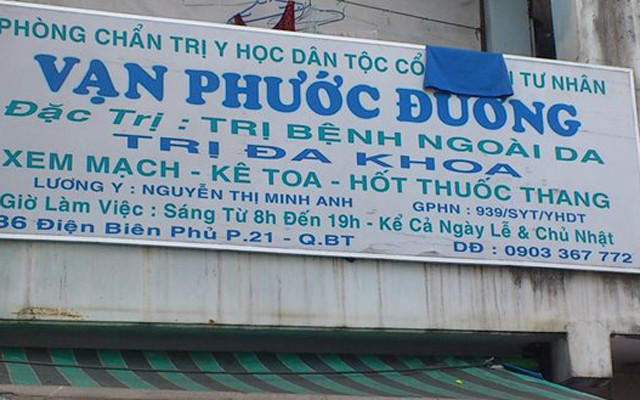 PHÒNG CHẨN TRỊ Y HỌC DÂN TỘC CỔ TƯ NHÂN
VẠN PHƯỚC ĐƯỜNG
Đặc Trị : TRỊ BỆNH NGOÀI DA
TRỊ ĐA KHOA
XEM MẠCH - KÊ TOA - HỐT THUỐC THANG
LƯƠNG Y : NGUYỄN THỊ MINH ANH GPHN : 939/SYT/YHDT
Giờ Làm Việc : Sáng Từ 8h Đến 19h - Kể Cả Ngày Lễ & Chủ Nhật
36 Điện Biên Phủ P.21 - Q.BT DĐ : 0903 367 772